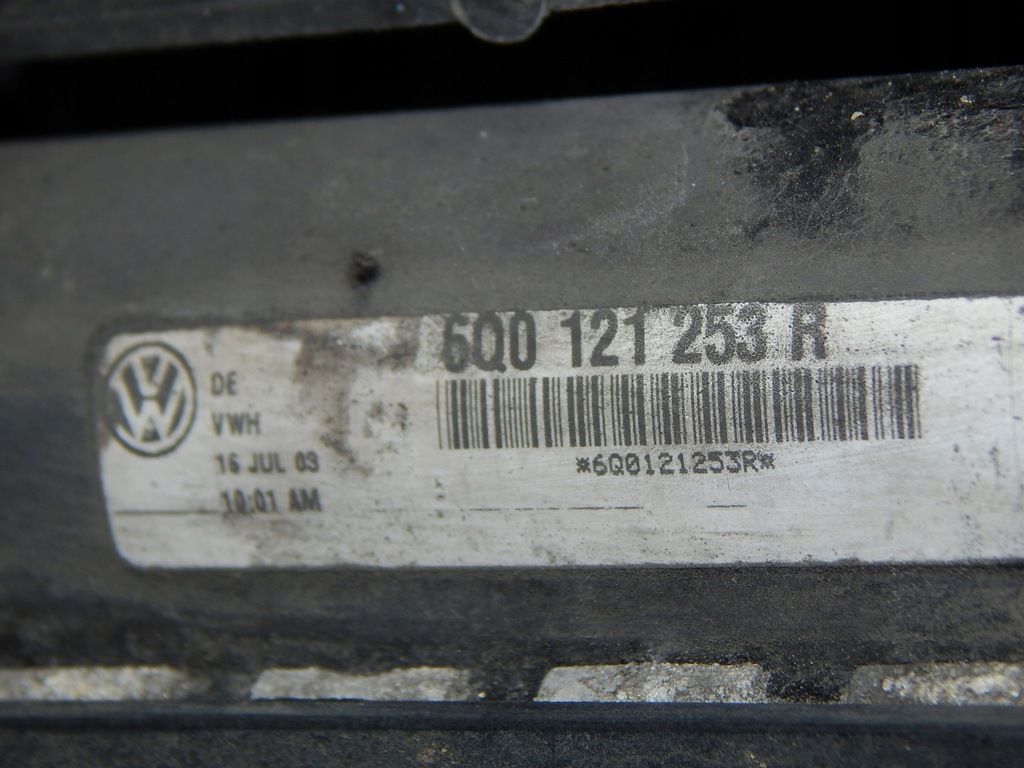 6Q0 121 253 R
DE
VWH
16 JUL 03
10:01 AM
*6Q0121253R*